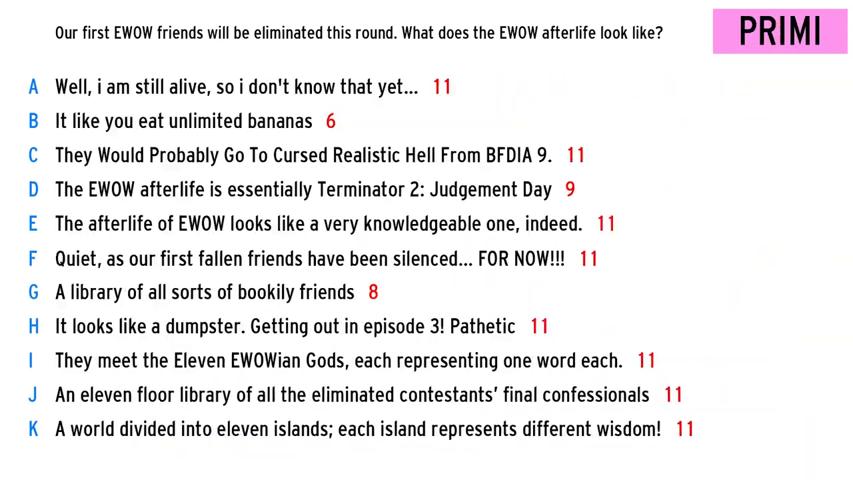 Our first EWOW friends will be eliminated this round. What does the EWOW afterlife look like?
PRIMI
A Well, i am still alive, so i don't know that yet... 11
B It like you eat unlimited bananas 6
C They Would Probably Go To Cursed Realistic Hell From BFDIA 9. 11
D The EWOW afterlife is essentially Terminator 2: Judgement Day 9
E The afterlife of EWOW looks like a very knowledgeable one, indeed. 11
F Quiet, as our first fallen friends have been silenced... FOR NOW!!! 11
G A library of all sorts of bookily friends 8
H It looks like a dumpster. Getting out in episode 3! Pathetic 11
I They meet the Eleven EWOWian Gods, each representing one word each. 11
J An eleven floor library of all the eliminated contestants’ final confessionals 11
K A world divided into eleven islands; each island represents different wisdom! 11